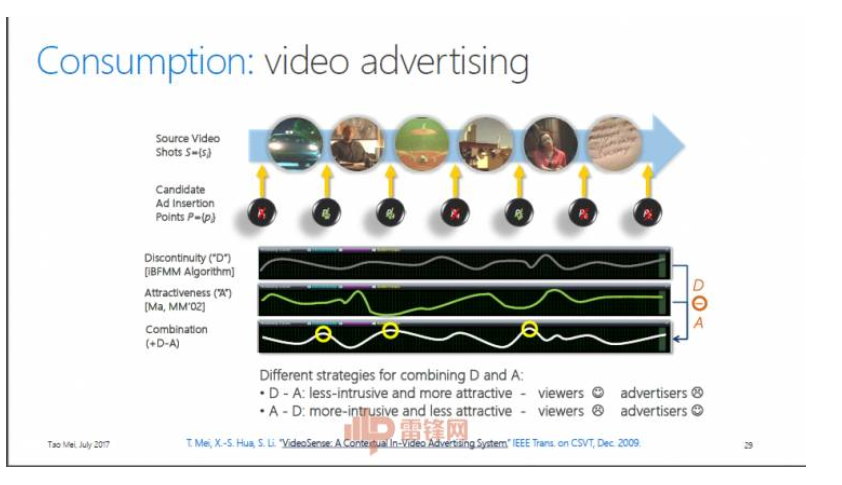 Consumption: video advertising
Source Video
Shots S={sᵢ}
Candidate
Ad Insertion
Points P={pᵢ}
Discontinuity ("D")
[iBFMM Algorithm]
Attractiveness ("A")
[Ma, MM'02]
Combination
(+D-A)
D
A
Different strategies for combining D and A:
• D - A: less-intrusive and more attractive - viewers ☺ advertisers ☹
• A - D: more-intrusive and less attractive - viewers ☹ advertisers ☺
雷锋网
Tao Mei, July 2017
T. Mei, X.-S. Hua, S. Li. "VideoSense: A Contextual In-Video Advertising System," IEEE Trans. on CSVT, Dec. 2009.
29